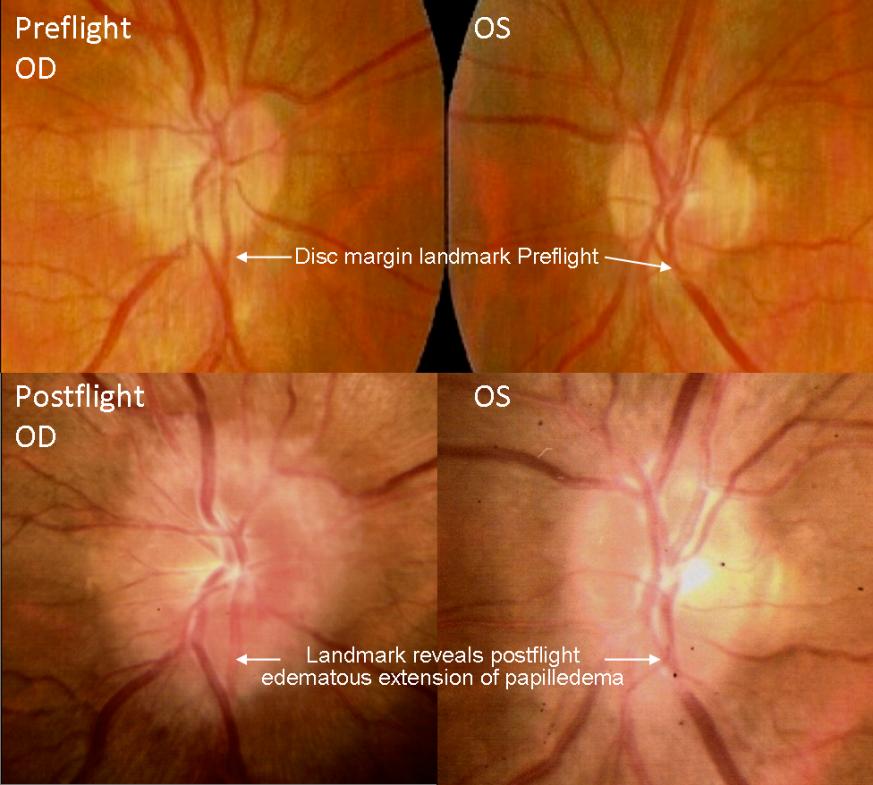 Preflight
OD
OS
Disc margin landmark Preflight
Postflight
OD
OS
Landmark reveals postflight
edematous extension of papilledema